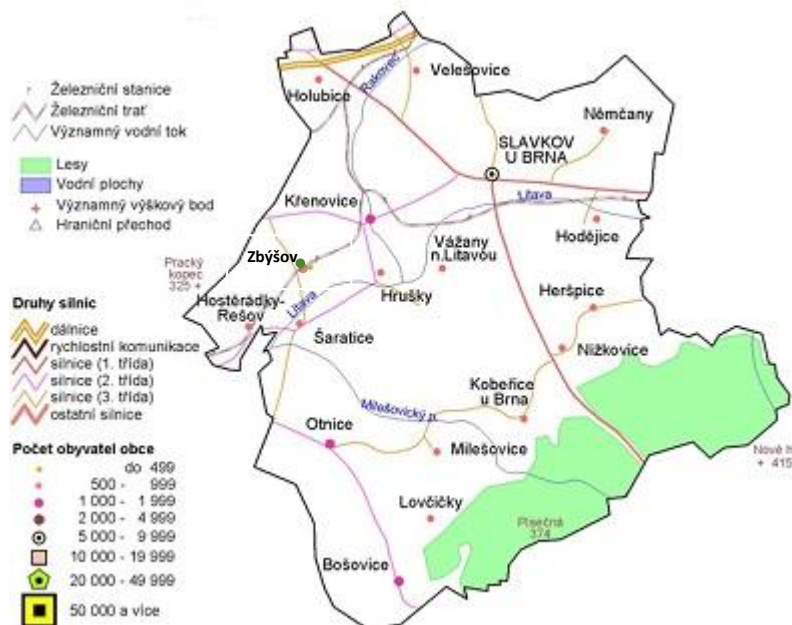 Železniční stanice
Železniční trať
Významný vodní tok
Lesy
Vodní plochy
Významný výškový bod
Hraniční přechod
Druhy silnic
dálnice
rychlostní komunikace
silnice (1. třída)
silnice (2. třída)
silnice (3. třída)
ostatní silnice
Počet obyvatel obce
do 499
500 - 999
1 000 - 1 999
2 000 - 4 999
5 000 - 9 999
10 000 - 19 999
20 000 - 49 999
50 000 a více
Holubice
Rakovec
Velešovice
Němčany
SLAVKOV
U BRNA
Křenovice
Litava
Hodějice
Zbýšov
Pracký
kopec
325 +
Vážany
n.Litavou
Hrušky
Hostěrádky-
Rešov
Litava
Šaratice
Heršpice
Nížkovice
Kobeřice
u Brna
Milešovický p.
Otnice
Milešovice
Nové h
+ 415
Lovčičky
Písečná
374
Bošovice